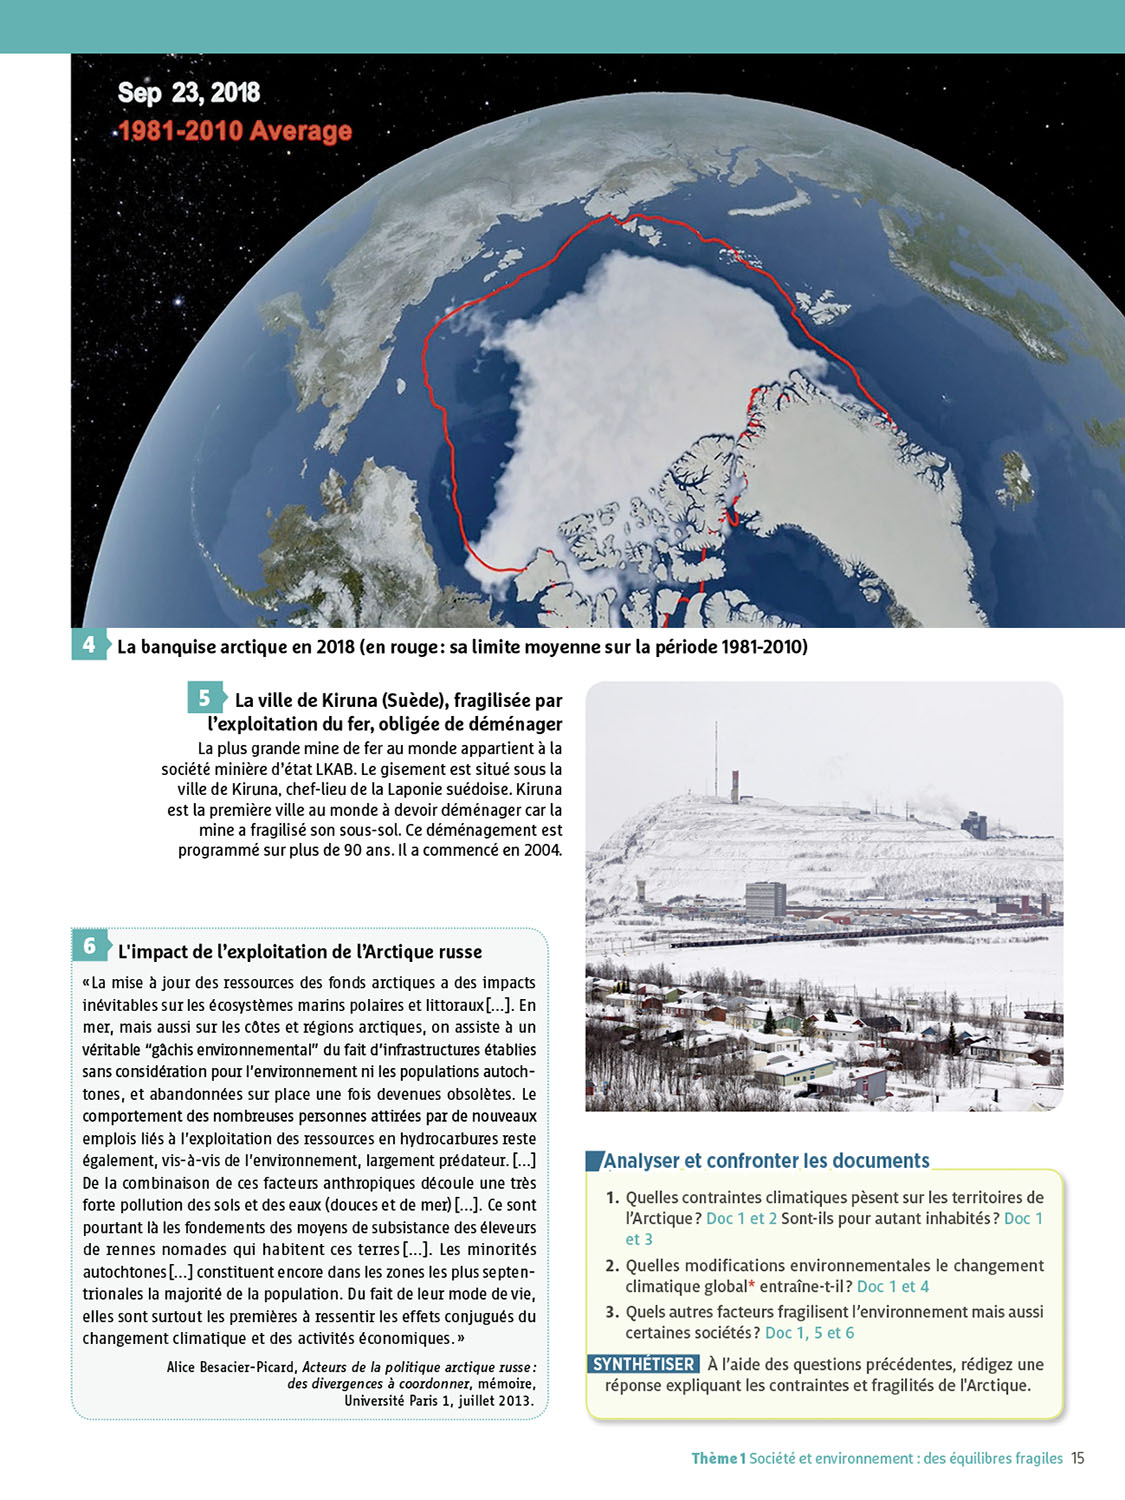 Sep 23, 2018
1981-2010 Average
4 La banquise arctique en 2018 (en rouge : sa limite moyenne sur la période 1981-2010)
5 La ville de Kiruna (Suède), fragilisée par
l'exploitation du fer, obligée de déménager
La plus grande mine de fer au monde appartient à la
société minière d'état LKAB. Le gisement est situé sous la
ville de Kiruna, chef-lieu de la Laponie suédoise. Kiruna
est la première ville au monde à devoir déménager car la
mine a fragilisé son sous-sol. Ce déménagement est
programmé sur plus de 90 ans. Il a commencé en 2004.
6 L'impact de l'exploitation de l'Arctique russe
« La mise à jour des ressources des fonds arctiques a des impacts
inévitables sur les écosystèmes marins polaires et littoraux […]. En
mer, mais aussi sur les côtes et régions arctiques, on assiste à un
véritable “gâchis environnemental” du fait d'infrastructures établies
sans considération pour l'environnement ni les populations autoch-
tones, et abandonnées sur place une fois devenues obsolètes. Le
comportement des nombreuses personnes attirées par de nouveaux
emplois liés à l'exploitation des ressources en hydrocarbures reste
également, vis-à-vis de l'environnement, largement prédateur. […]
De la combinaison de ces facteurs anthropiques découle une très
forte pollution des sols et des eaux (douces et de mer) […]. Ce sont
pourtant là les fondements des moyens de subsistance des éleveurs
de rennes nomades qui habitent ces terres […]. Les minorités
autochtones […] constituent encore dans les zones les plus septen-
trionales la majorité de la population. Du fait de leur mode de vie,
elles sont surtout les premières à ressentir les effets conjugués du
changement climatique et des activités économiques. »
Alice Besacier-Picard, Acteurs de la politique arctique russe :
des divergences à coordonner, mémoire,
Université Paris 1, juillet 2013.
Analyser et confronter les documents
1. Quelles contraintes climatiques pèsent sur les territoires de
l'Arctique ? Doc 1 et 2 Sont-ils pour autant inhabités ? Doc 1
et 3
2. Quelles modifications environnementales le changement
climatique global* entraîne-t-il ? Doc 1 et 4
3. Quels autres facteurs fragilisent l'environnement mais aussi
certaines sociétés ? Doc 1, 5 et 6
SYNTHÉTISER À l'aide des questions précédentes, rédigez une
réponse expliquant les contraintes et fragilités de l'Arctique.
Thème 1 Société et environnement : des équilibres fragiles 15